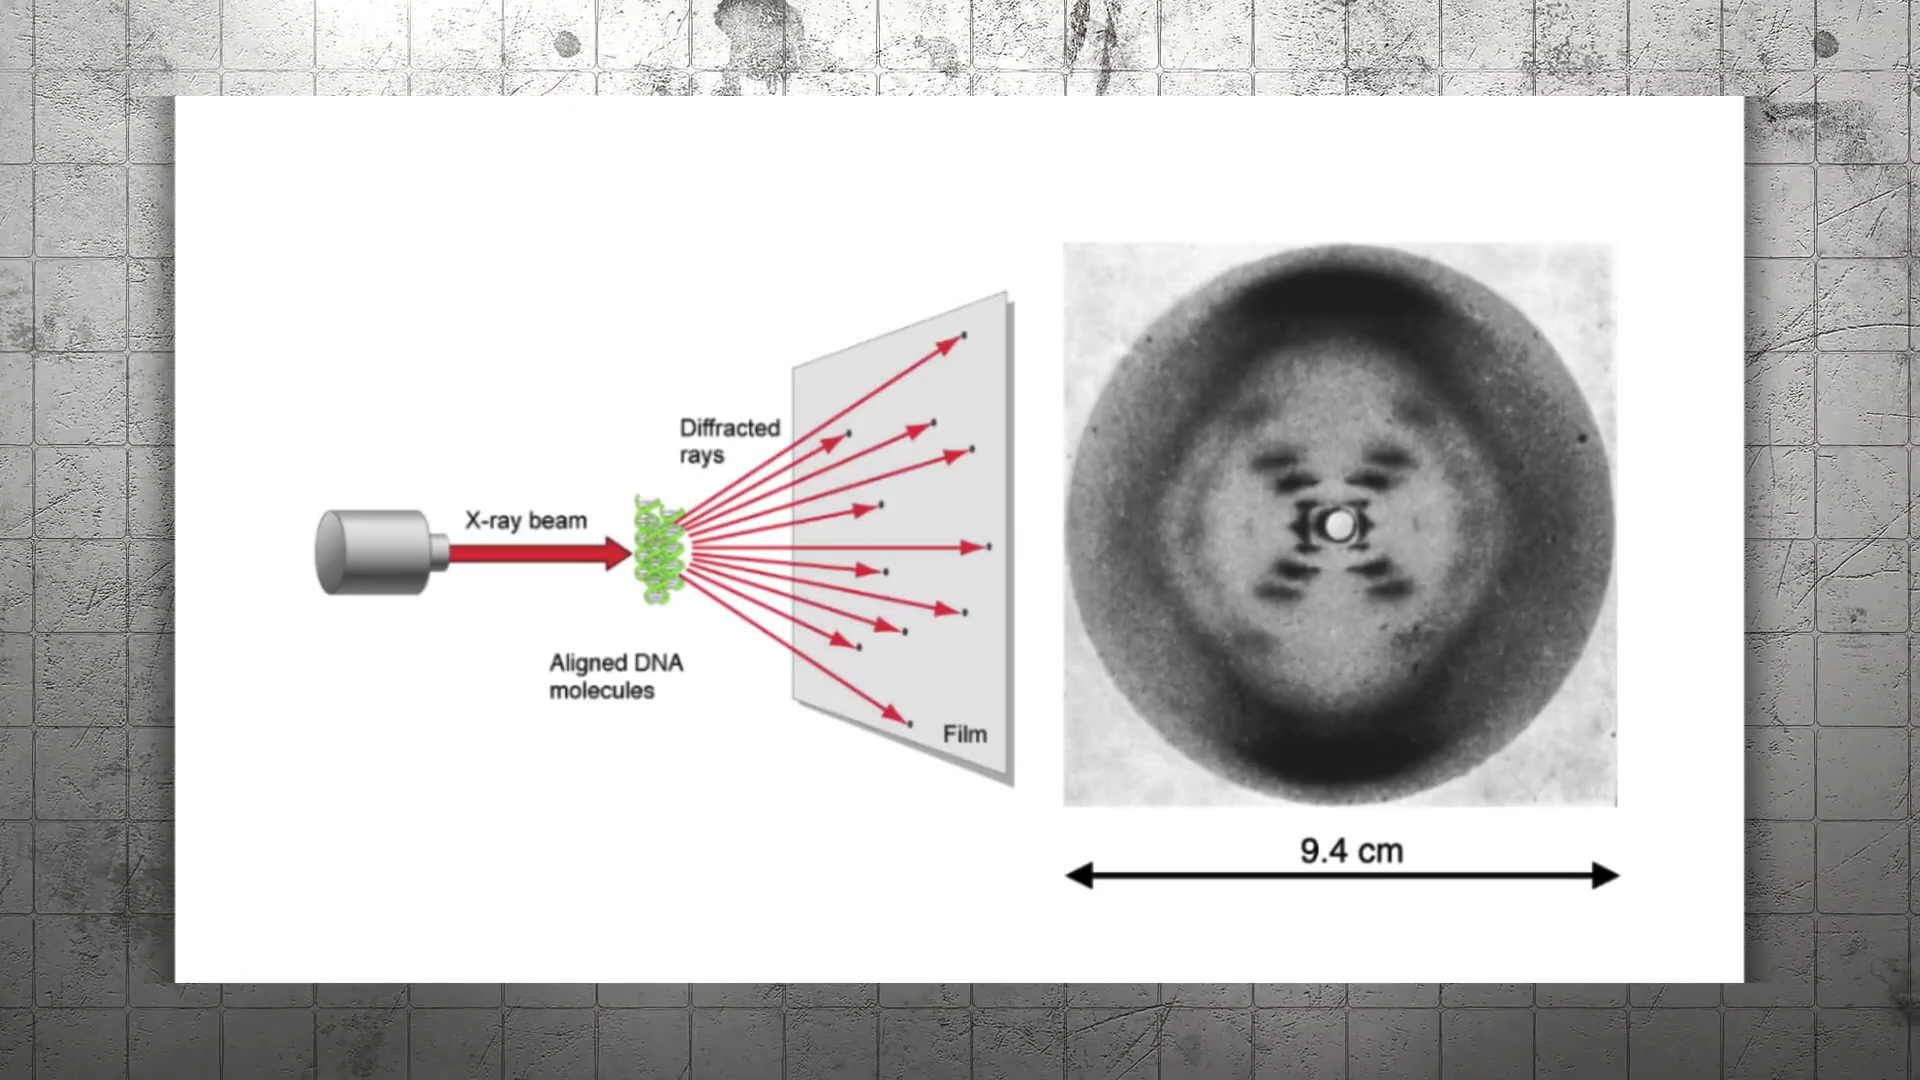 Diffracted
rays
X-ray beam
Aligned DNA
molecules
Film
9.4 cm